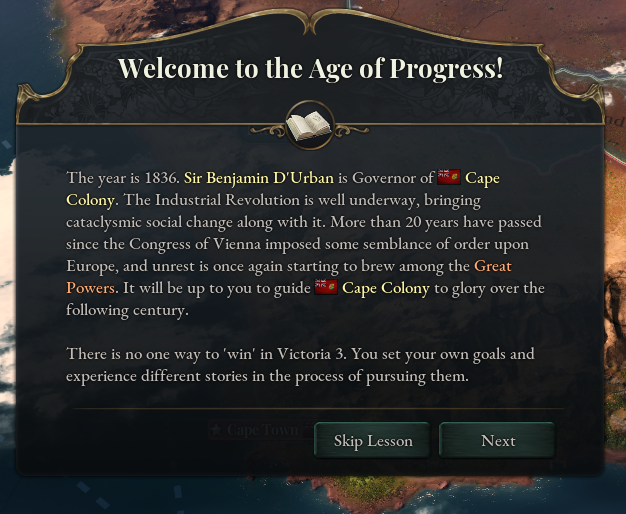 Welcome to the Age of Progress!
The year is 1836. Sir Benjamin D'Urban is Governor of Cape
Colony. The Industrial Revolution is well underway, bringing
cataclysmic social change along with it. More than 20 years have passed
since the Congress of Vienna imposed some semblance of order upon
Europe, and unrest is once again starting to brew among the Great
Powers. It will be up to you to guide Cape Colony to glory over the
following century.
There is no one way to 'win' in Victoria 3. You set your own goals and
experience different stories in the process of pursuing them.
Cape Town
Skip Lesson
Next